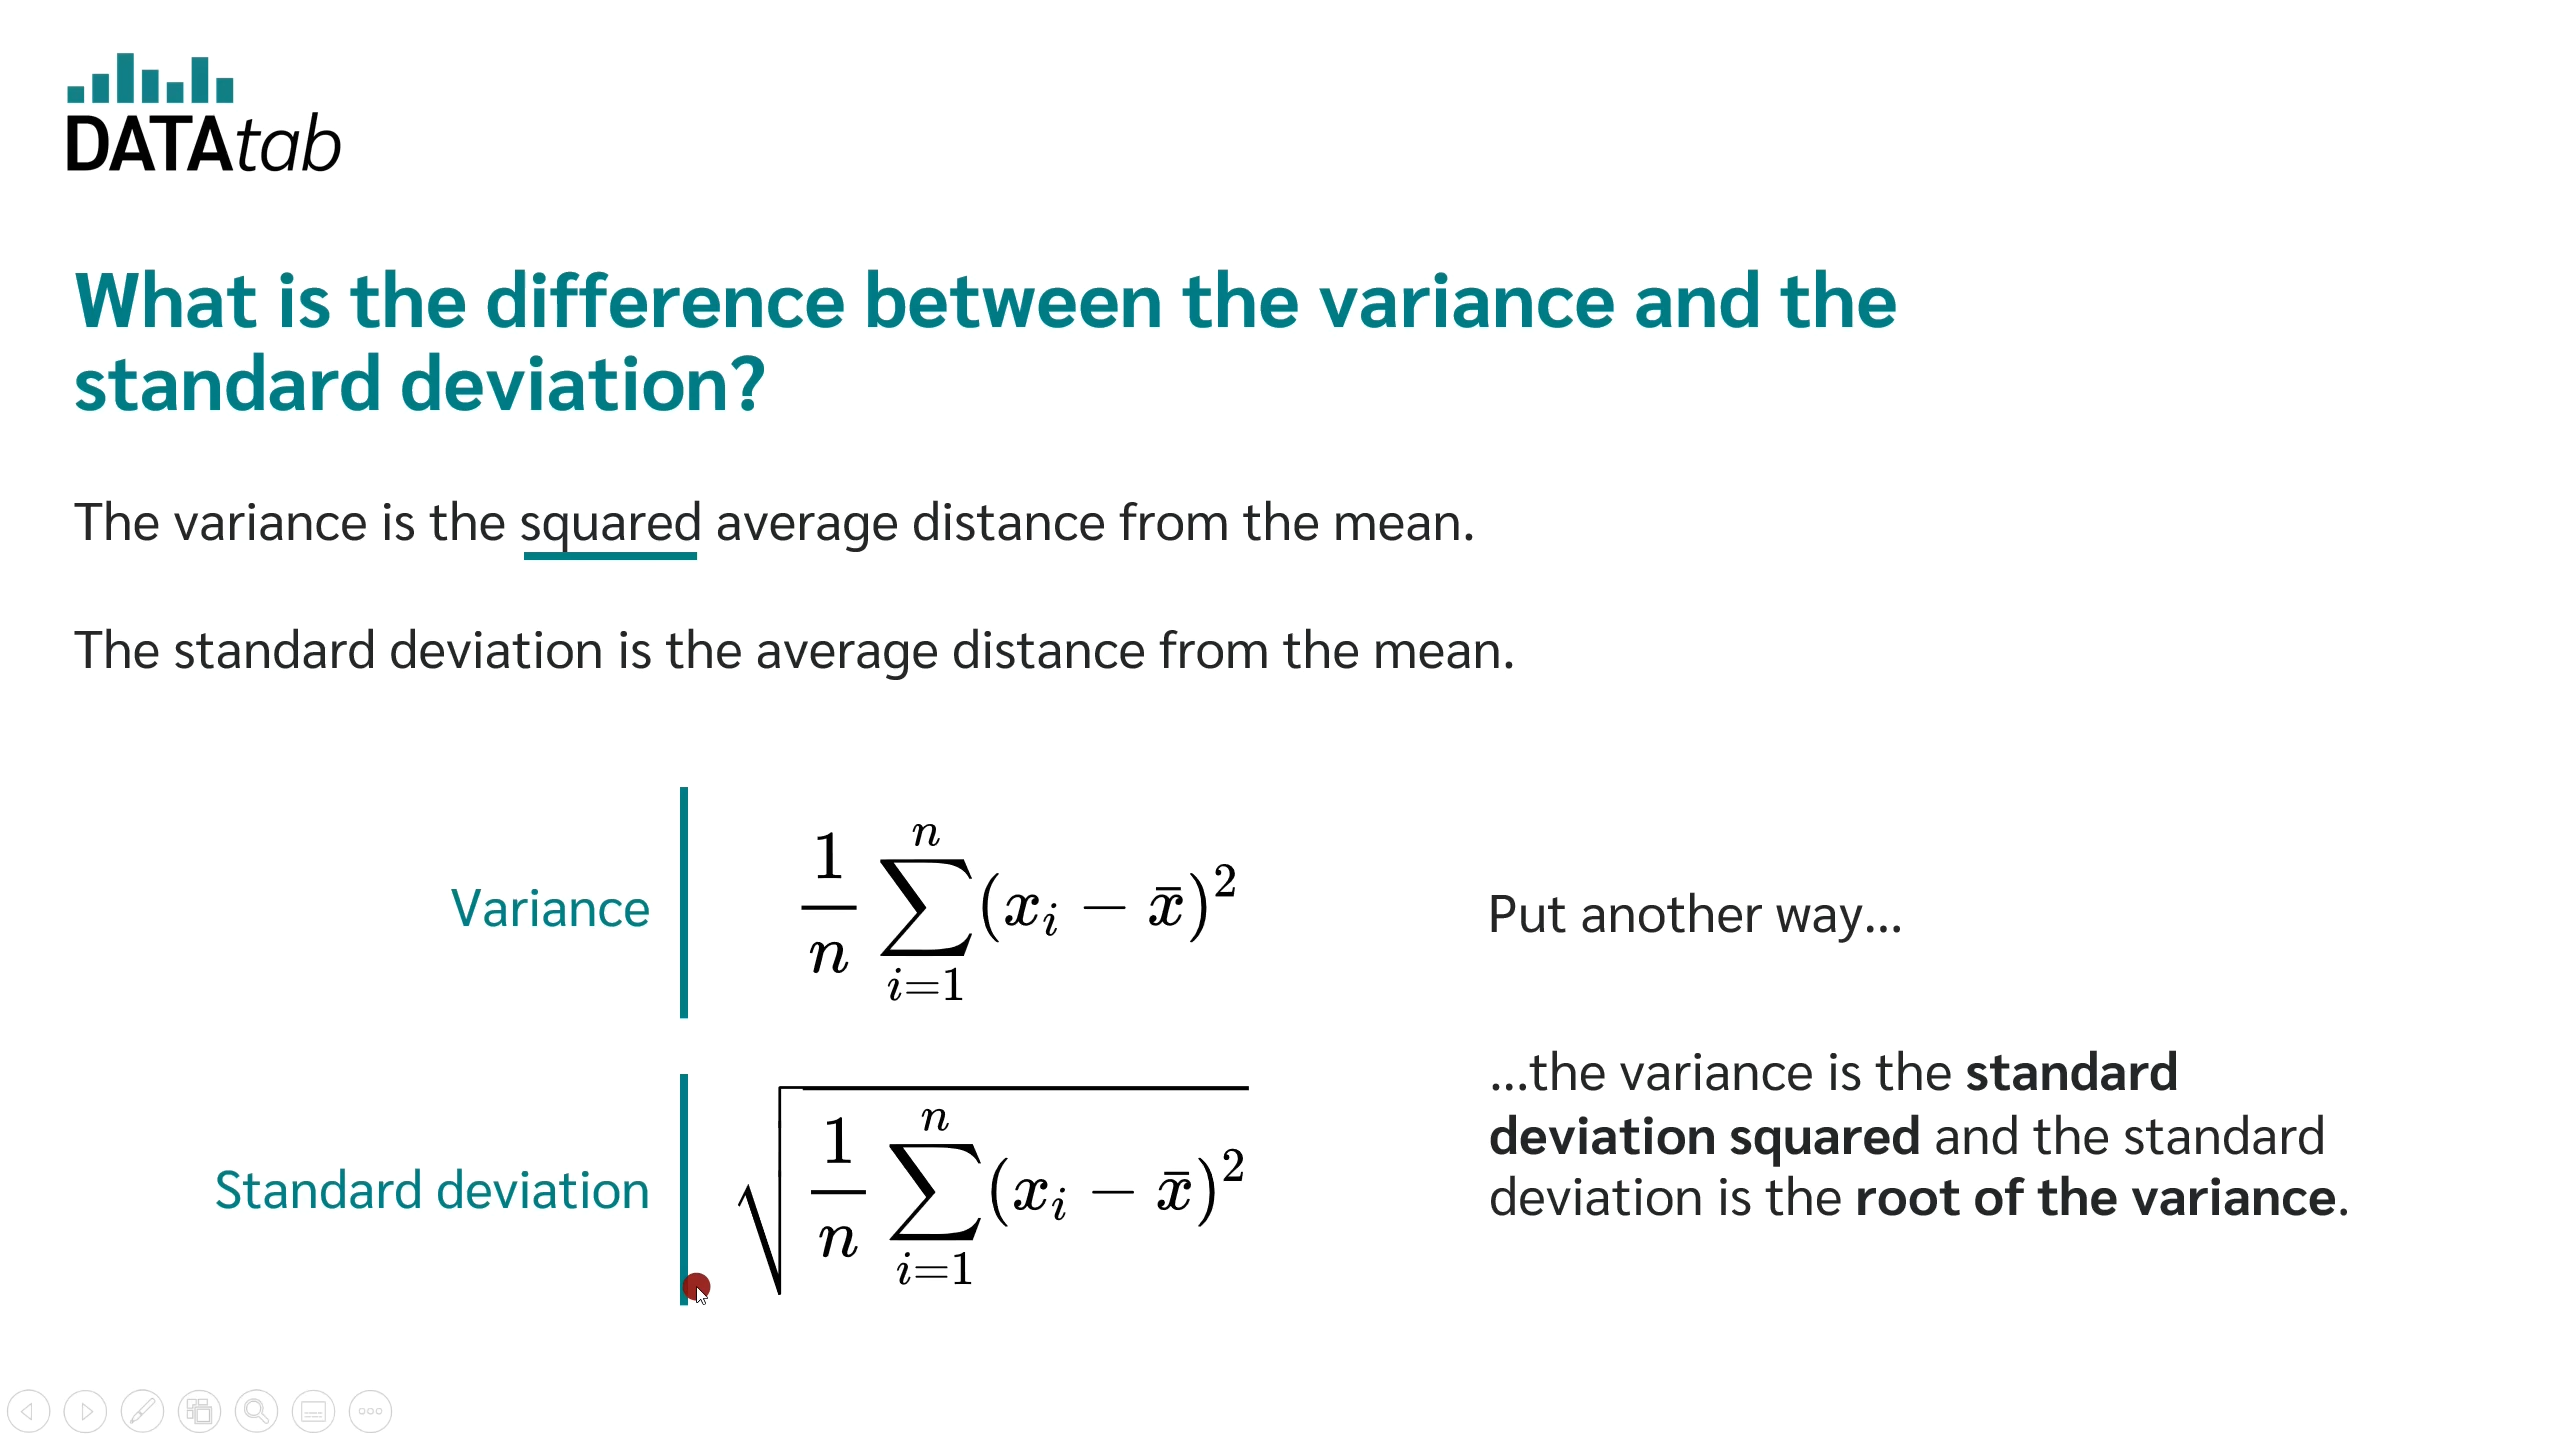 DATAtab
What is the difference between the variance and the
standard deviation?
The variance is the squared average distance from the mean.
The standard deviation is the average distance from the mean.
Variance
1/n ∑_{i=1}^{n} (x_i − x̄)²
Put another way...
Standard deviation
√(1/n ∑_{i=1}^{n} (x_i − x̄)²)
...the variance is the standard
deviation squared and the standard
deviation is the root of the variance.